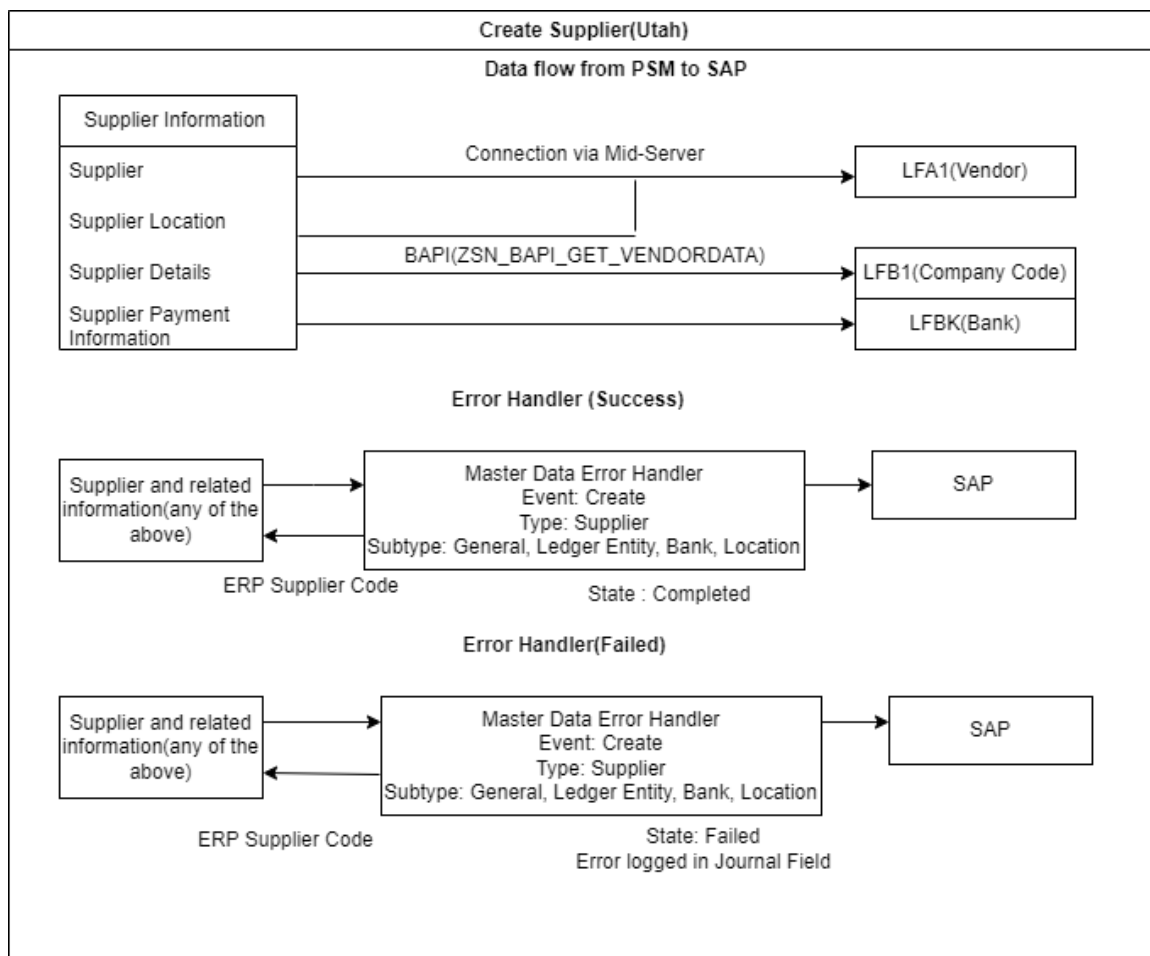 Create Supplier(Utah)
Data flow from PSM to SAP
Supplier Information
Supplier
Connection via Mid-Server
LFA1(Vendor)
Supplier Location
BAPI(ZSN_BAPI_GET_VENDORDATA)
Supplier Details
LFB1(Company Code)
Supplier Payment
Information
LFBK(Bank)
Error Handler (Success)
Supplier and related
information(any of the
above)
Master Data Error Handler
Event: Create
Type: Supplier
Subtype: General, Ledger Entity, Bank, Location
SAP
ERP Supplier Code
State : Completed
Error Handler(Failed)
Supplier and related
information(any of the
above)
Master Data Error Handler
Event: Create
Type: Supplier
Subtype: General, Ledger Entity, Bank, Location
SAP
ERP Supplier Code
State: Failed
Error logged in Journal Field